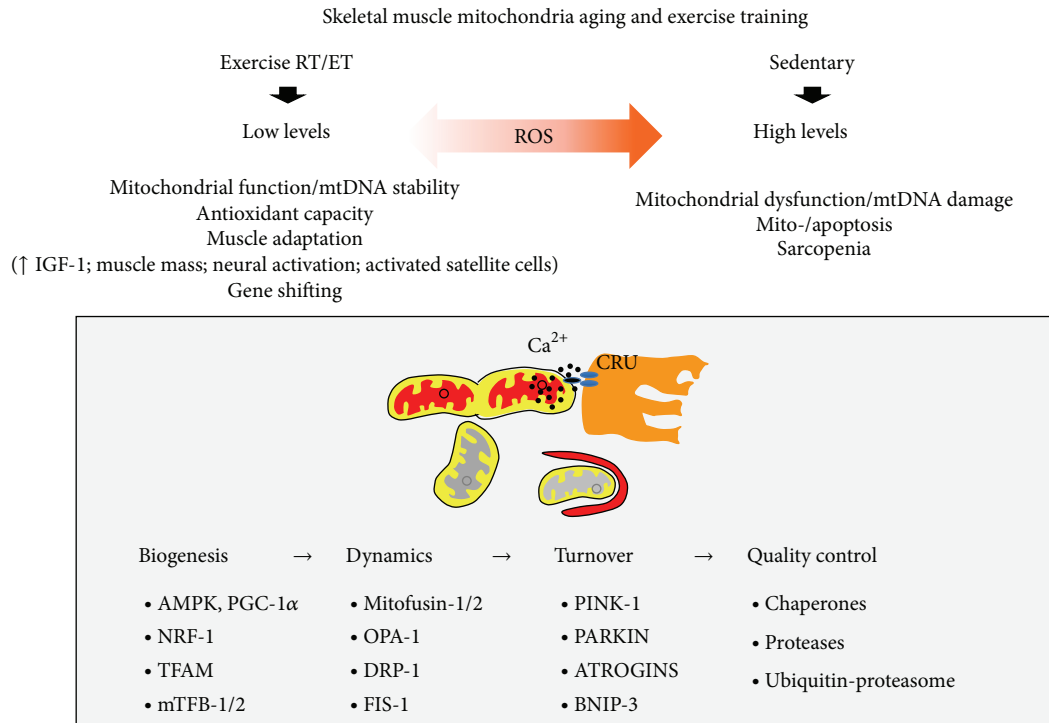 Skeletal muscle mitochondria aging and exercise training
Exercise RT/ET
Sedentary
Low levels
ROS
High levels
Mitochondrial function/mtDNA stability
Antioxidant capacity
Muscle adaptation
(↑ IGF-1; muscle mass; neural activation; activated satellite cells)
Gene shifting
Mitochondrial dysfunction/mtDNA damage
Mito-/apoptosis
Sarcopenia
Ca²⁺
CRU
Biogenesis → Dynamics → Turnover → Quality control
• AMPK, PGC-1α
• NRF-1
• TFAM
• mTFB-1/2
• Mitofusin-1/2
• OPA-1
• DRP-1
• FIS-1
• PINK-1
• PARKIN
• ATROGINS
• BNIP-3
• Chaperones
• Proteases
• Ubiquitin-proteasome